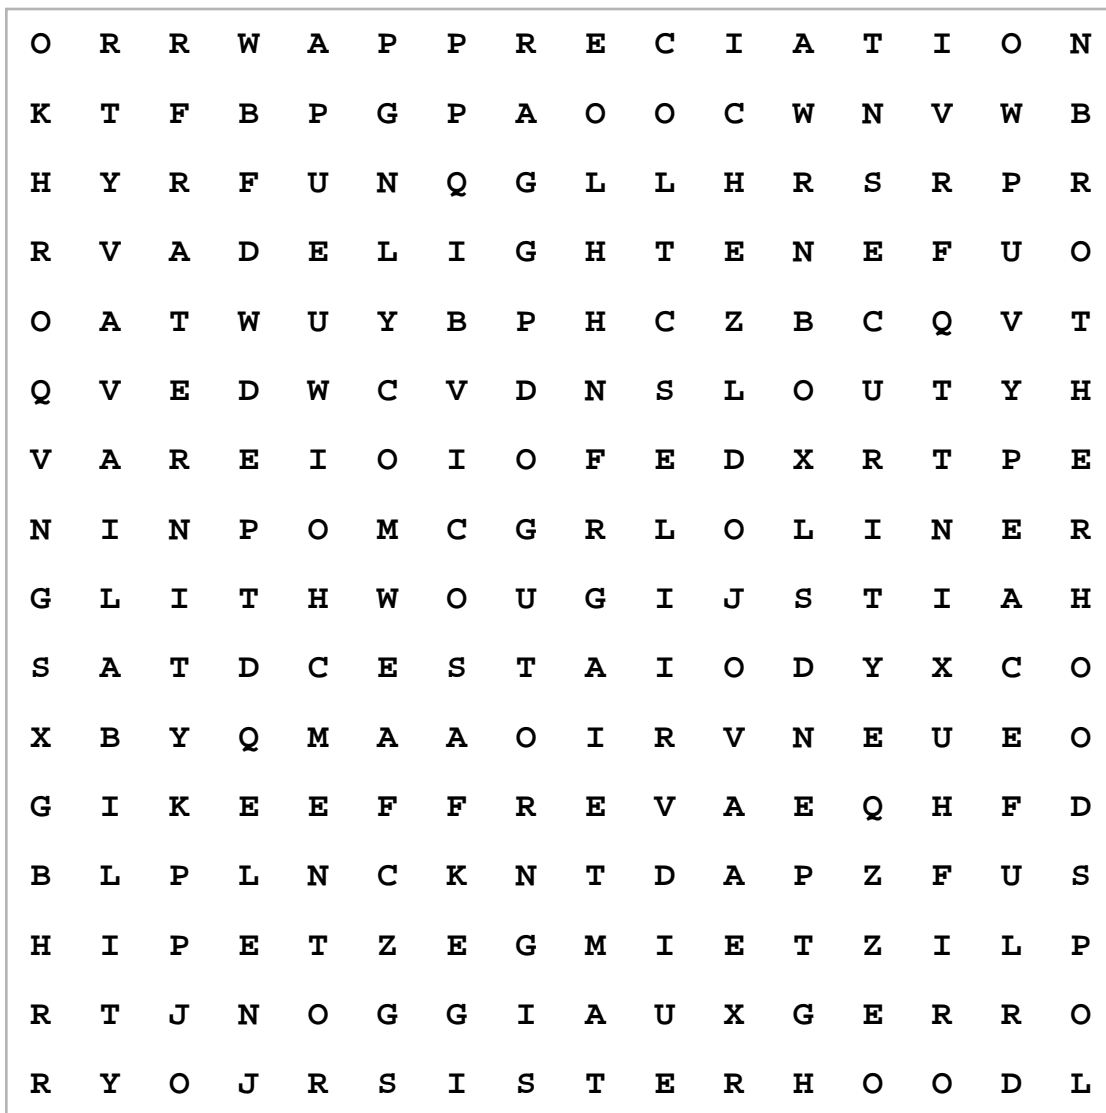 O R R W A P P R E C I A T I O N
K T F B P G P A O O C W N V W B
H Y R F U N Q G L L H R S R P R
R V A D E L I G H T E N E F U O
O A T W U Y B P H C Z B C Q V T
Q V E D W C V D N S L O U T Y H
V A R E I O I O F E D X R T P E
N I N P O M C G R L O L I N E R
G L I T H W O U G I J S T I A H
S A T D C E S T A I O D Y X C O
X B Y Q M A A O I R V N E U E O
G I K E E F F R E V A E Q H F D
B L P L N C K N T D A P Z F U S
H I P E T Z E G M I E T Z I L P
R T J N O G G I A U X G E R R O
R Y O J R S I S T E R H O O D L